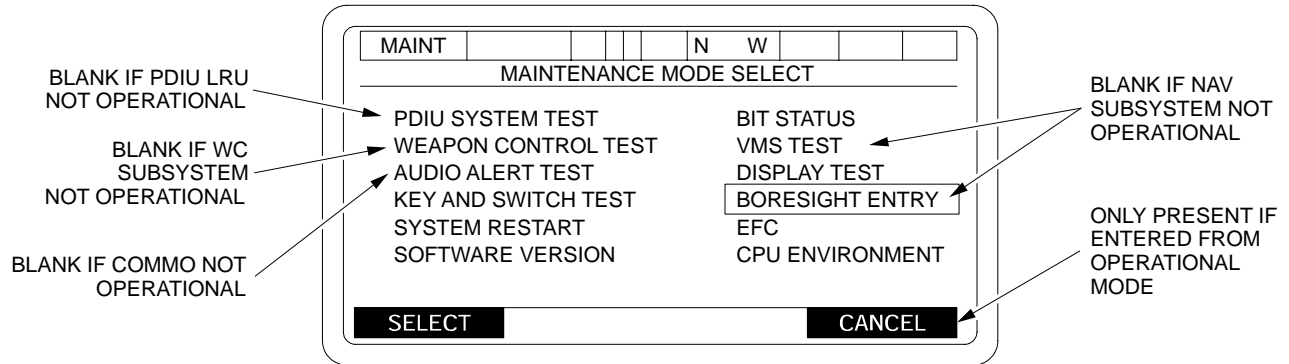 MAINT N W
MAINTENANCE MODE SELECT
BLANK IF PDIU LRU
NOT OPERATIONAL
BLANK IF WC
SUBSYSTEM
NOT OPERATIONAL
BLANK IF COMMO NOT
OPERATIONAL
PDIU SYSTEM TEST
WEAPON CONTROL TEST
AUDIO ALERT TEST
KEY AND SWITCH TEST
SYSTEM RESTART
SOFTWARE VERSION
BIT STATUS
VMS TEST
DISPLAY TEST
BORESIGHT ENTRY
EFC
CPU ENVIRONMENT
BLANK IF NAV
SUBSYSTEM NOT
OPERATIONAL
ONLY PRESENT IF
ENTERED FROM
OPERATIONAL
MODE
SELECT
CANCEL